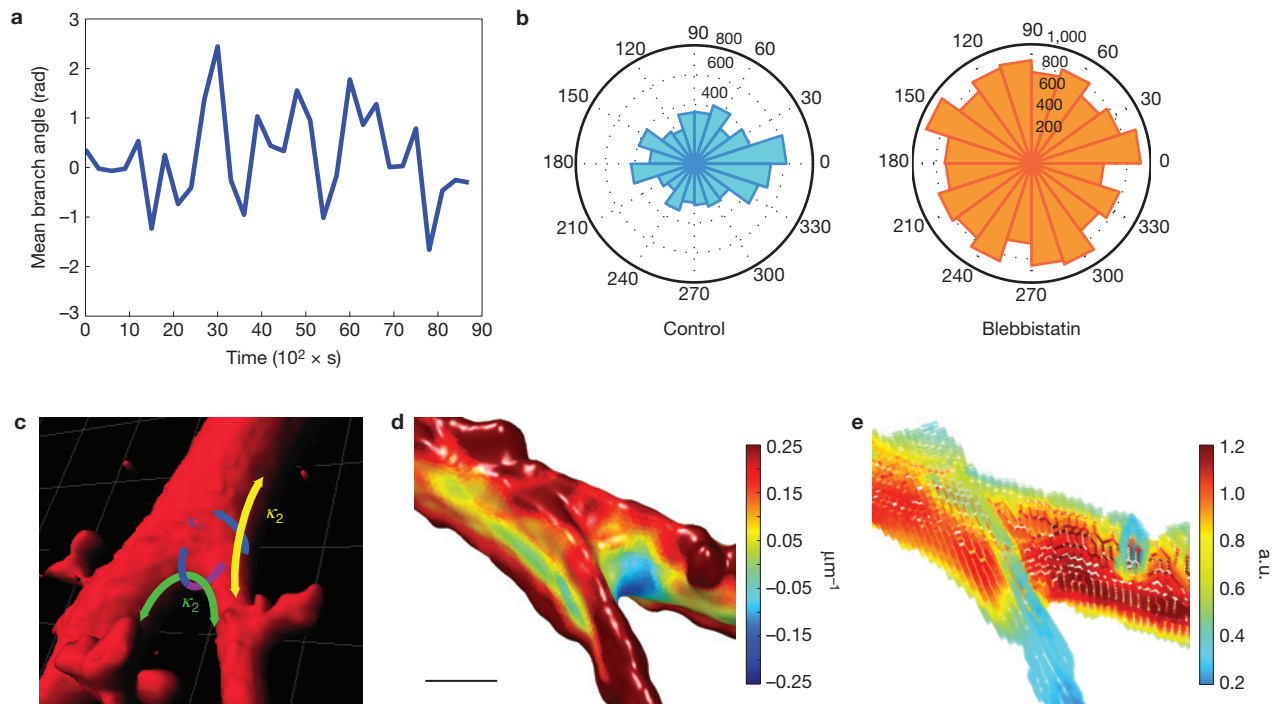 a
Mean branch angle (rad)
3
2
1
0
−1
−2
−3
0 10 20 30 40 50 60 70 80 90
Time (10² × s)
b
90 800
120 60
600
400
150 30
180 0
210 330
240 300
270
Control
90 1,000
120 60
800
600
400
200
150 30
180 0
210 330
240 300
270
Blebbistatin
c
κ₂
κ₂
d
0.25
0.15
0.05
−0.05
−0.15
−0.25
μm⁻¹
e
1.2
1.0
0.8
0.6
0.4
0.2
a.u.